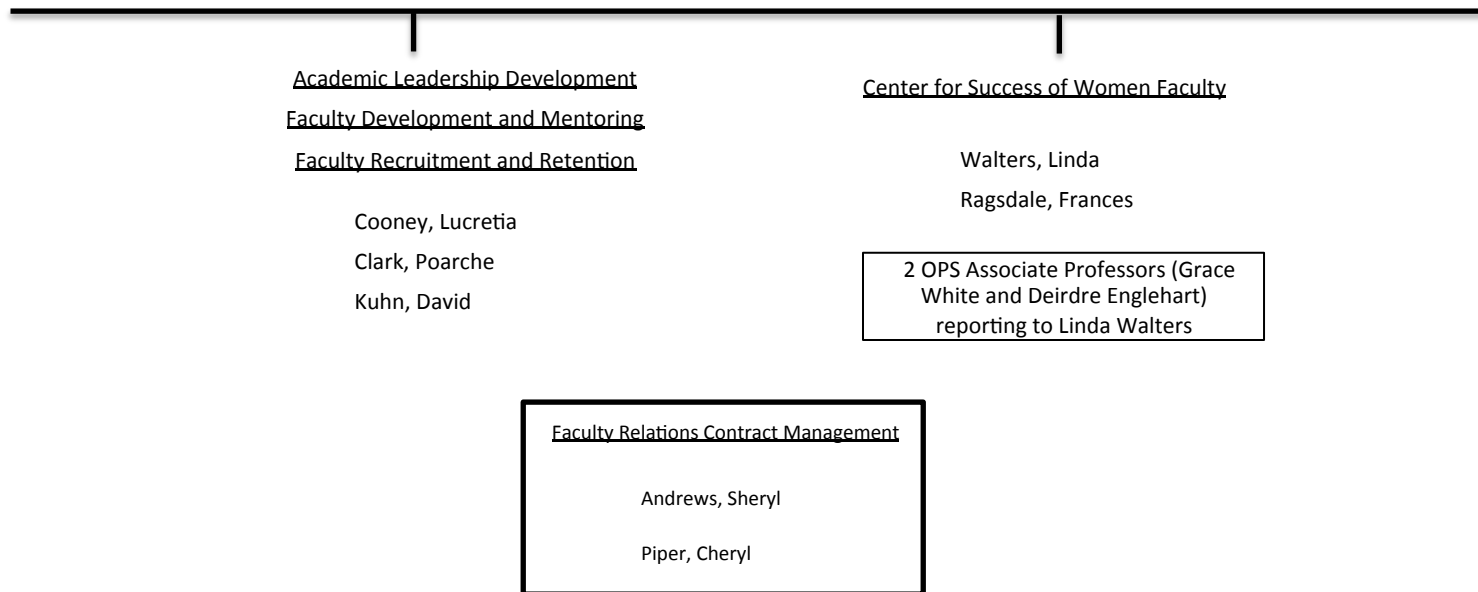 Academic Leadership Development
Faculty Development and Mentoring
Faculty Recruitment and Retention
Cooney, Lucretia
Clark, Poarche
Kuhn, David
Center for Success of Women Faculty
Walters, Linda
Ragsdale, Frances
2 OPS Associate Professors (Grace
White and Deirdre Englehart)
reporting to Linda Walters
Faculty Relations Contract Management
Andrews, Sheryl
Piper, Cheryl